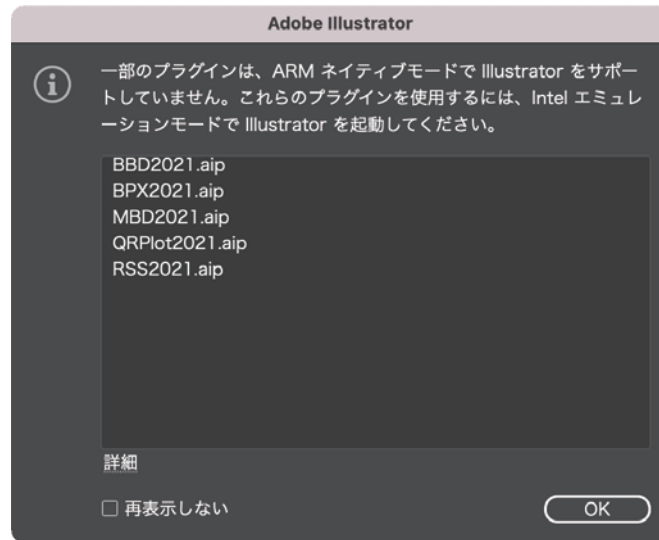 Adobe Illustrator
一部のプラグインは、ARM ネイティブモードで Illustrator をサポー
トしていません。これらのプラグインを使用するには、Intel エミュレ
ーションモードで Illustrator を起動してください。
BBD2021.aip
BPX2021.aip
MBD2021.aip
QRPlot2021.aip
RSS2021.aip
詳細
再表示しない
OK